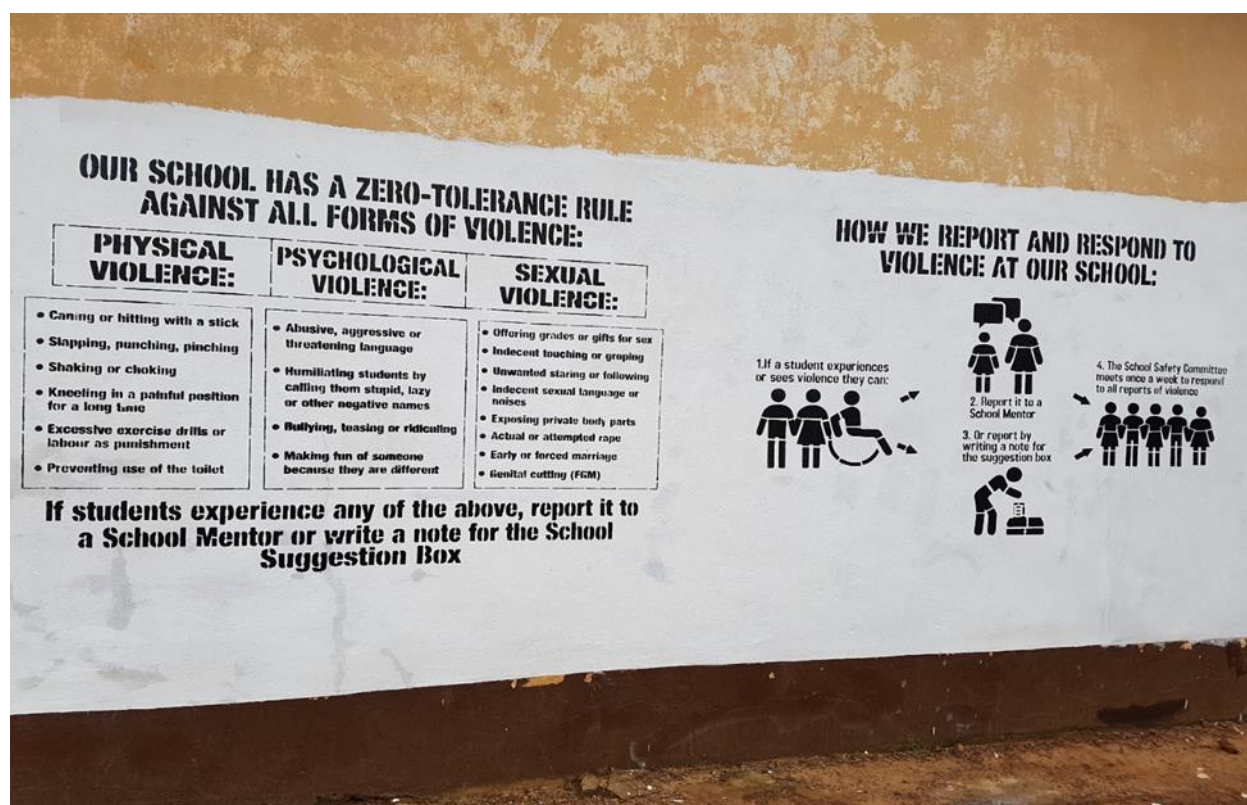 OUR SCHOOL HAS A ZERO-TOLERANCE RULE
AGAINST ALL FORMS OF VIOLENCE:
PHYSICAL
VIOLENCE:
• Caning or hitting with a stick
• Slapping, punching, pinching
• Shaking or choking
• Kneeling in a painful position
for a long time
• Excessive exercise drills or
labour as punishment
• Preventing use of the toilet
PSYCHOLOGICAL
VIOLENCE:
• Abusive, aggressive or
threatening language
• Humiliating students by
calling them stupid, lazy
or other negative names
• Bullying, teasing or ridiculing
• Making fun of someone
because they are different
SEXUAL
VIOLENCE:
• Offering grades or gifts for sex
• Indecent touching or groping
• Unwanted staring or following
• Indecent sexual language or
noises
• Exposing private body parts
• Actual or attempted rape
• Early or forced marriage
• Genital cutting (FGM)
If students experience any of the above, report it to
a School Mentor or write a note for the School
Suggestion Box
HOW WE REPORT AND RESPOND TO
VIOLENCE AT OUR SCHOOL:
1.If a student experiences
or sees violence they can:
2. Report it to a
School Mentor
3. Or report by
writing a note for
the suggestion box
4. The School Safety Committee
meets once a week to respond
to all reports of violence